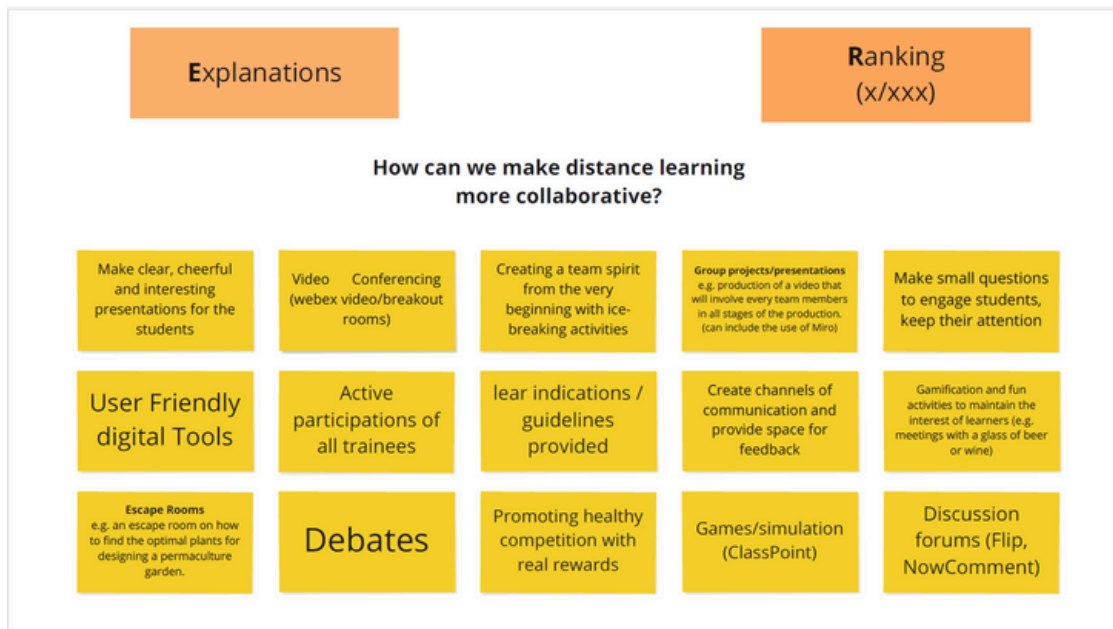 Explanations
Ranking
(x/xxx)
How can we make distance learning
more collaborative?
Make clear, cheerful
and interesting
presentations for the
students
Video Conferencing
(webex video/breakout
rooms)
Creating a team spirit
from the very
beginning with ice-
breaking activities
Group projects/presentations
e.g. production of a video that
will involve every team members
in all stages of the production.
(can include the use of Miro)
Make small questions
to engage students,
keep their attention
User Friendly
digital Tools
Active
participations of
all trainees
lear indications /
guidelines
provided
Create channels of
communication and
provide space for
feedback
Gamification and fun
activities to maintain the
interest of learners (e.g.
meetings with a glass of beer
or wine)
Escape Rooms
e.g. an escape room on how
to find the optimal plants for
designing a permaculture
garden.
Debates
Promoting healthy
competition with
real rewards
Games/simulation
(ClassPoint)
Discussion
forums (Flip,
NowComment)